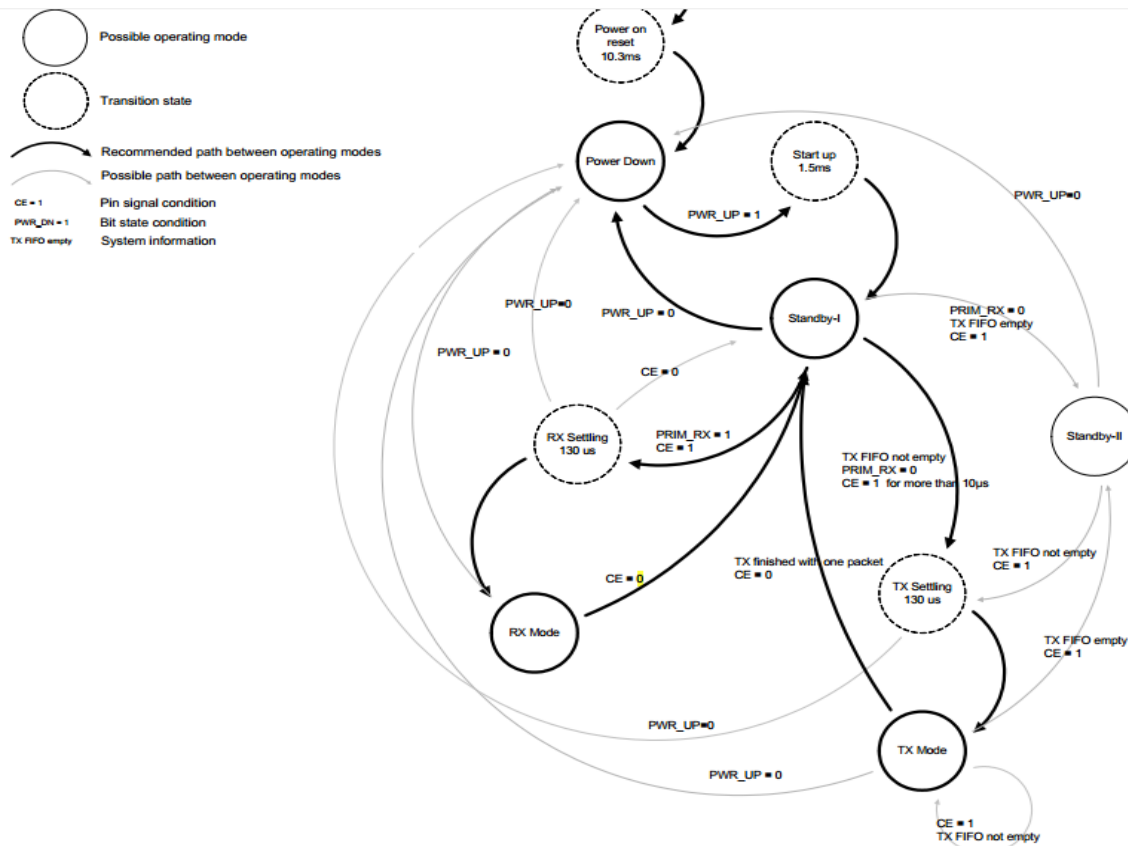 Possible operating mode
Transition state
Recommended path between operating modes
Possible path between operating modes
CE = 1
Pin signal condition
PWR_DN = 1
Bit state condition
TX FIFO empty
System information
Power on
reset
10.3ms
Power Down
Start up
1.5ms
PWR_UP = 1
PWR_UP=0
PWR_UP=0
PWR_UP = 0
Standby-I
PRIM_RX = 0
TX FIFO empty
CE = 1
PWR_UP = 0
CE = 0
RX Settling
130 us
PRIM_RX = 1
CE = 1
Standby-II
TX FIFO not empty
PRIM_RX = 0
CE = 1 for more than 10µs
TX FIFO not empty
CE = 1
TX finished with one packet
CE = 0
CE = 0
TX Settling
130 us
RX Mode
TX FIFO empty
CE = 1
PWR_UP=0
TX Mode
PWR_UP = 0
CE = 1
TX FIFO not empty